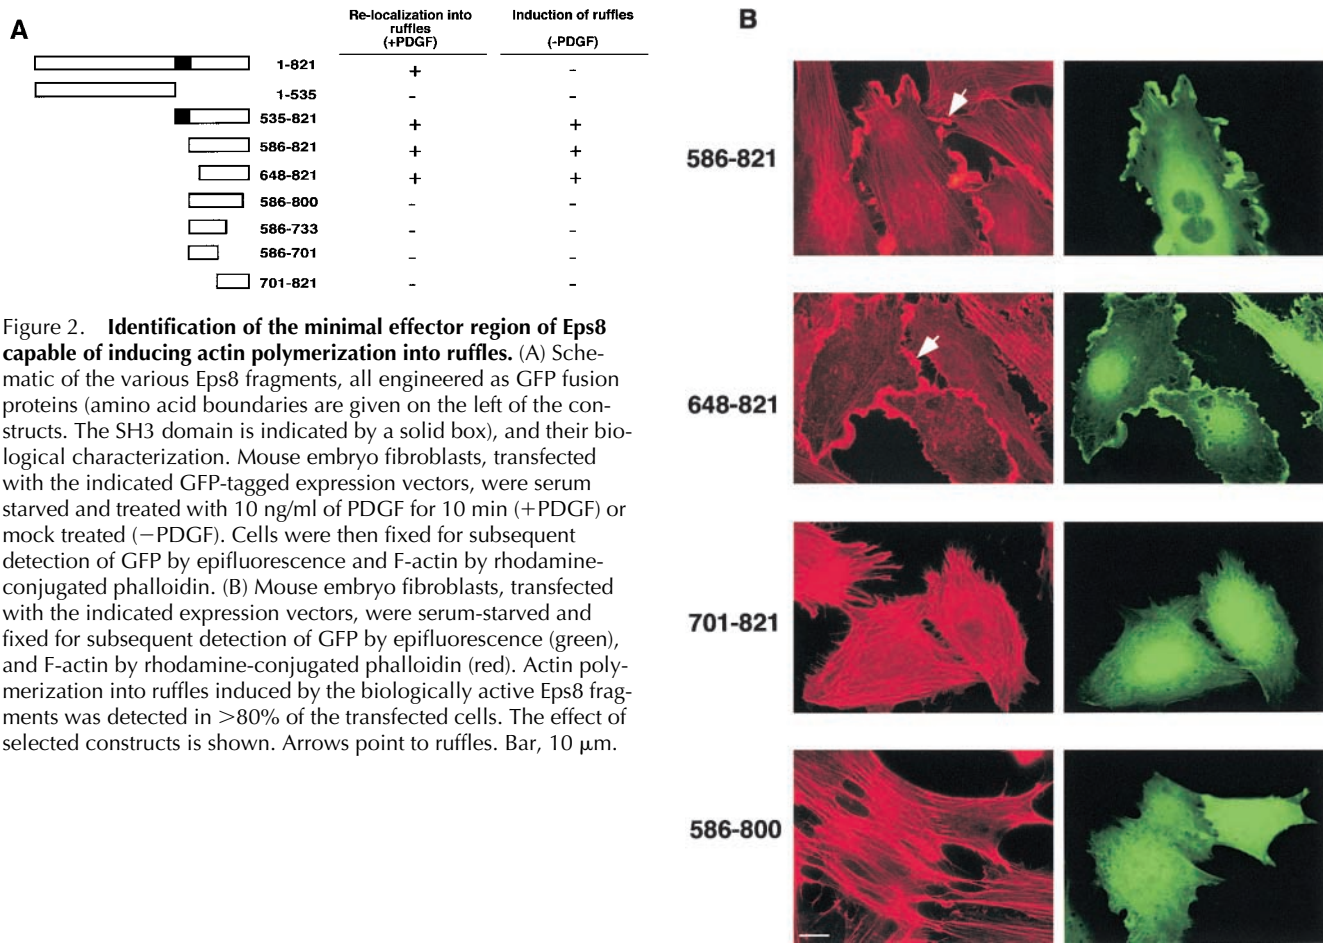 A
Re-localization into
ruffles
(+PDGF)
Induction of ruffles
(-PDGF)
1-821 + -
1-535 - -
535-821 + +
586-821 + +
648-821 + +
586-800 - -
586-733 - -
586-701 - -
701-821 - -
Figure 2. Identification of the minimal effector region of Eps8
capable of inducing actin polymerization into ruffles. (A) Sche-
matic of the various Eps8 fragments, all engineered as GFP fusion
proteins (amino acid boundaries are given on the left of the con-
structs. The SH3 domain is indicated by a solid box), and their bio-
logical characterization. Mouse embryo fibroblasts, transfected
with the indicated GFP-tagged expression vectors, were serum
starved and treated with 10 ng/ml of PDGF for 10 min (+PDGF) or
mock treated (−PDGF). Cells were then fixed for subsequent
detection of GFP by epifluorescence and F-actin by rhodamine-
conjugated phalloidin. (B) Mouse embryo fibroblasts, transfected
with the indicated expression vectors, were serum-starved and
fixed for subsequent detection of GFP by epifluorescence (green),
and F-actin by rhodamine-conjugated phalloidin (red). Actin poly-
merization into ruffles induced by the biologically active Eps8 frag-
ments was detected in >80% of the transfected cells. The effect of
selected constructs is shown. Arrows point to ruffles. Bar, 10 μm.
B
586-821
648-821
701-821
586-800